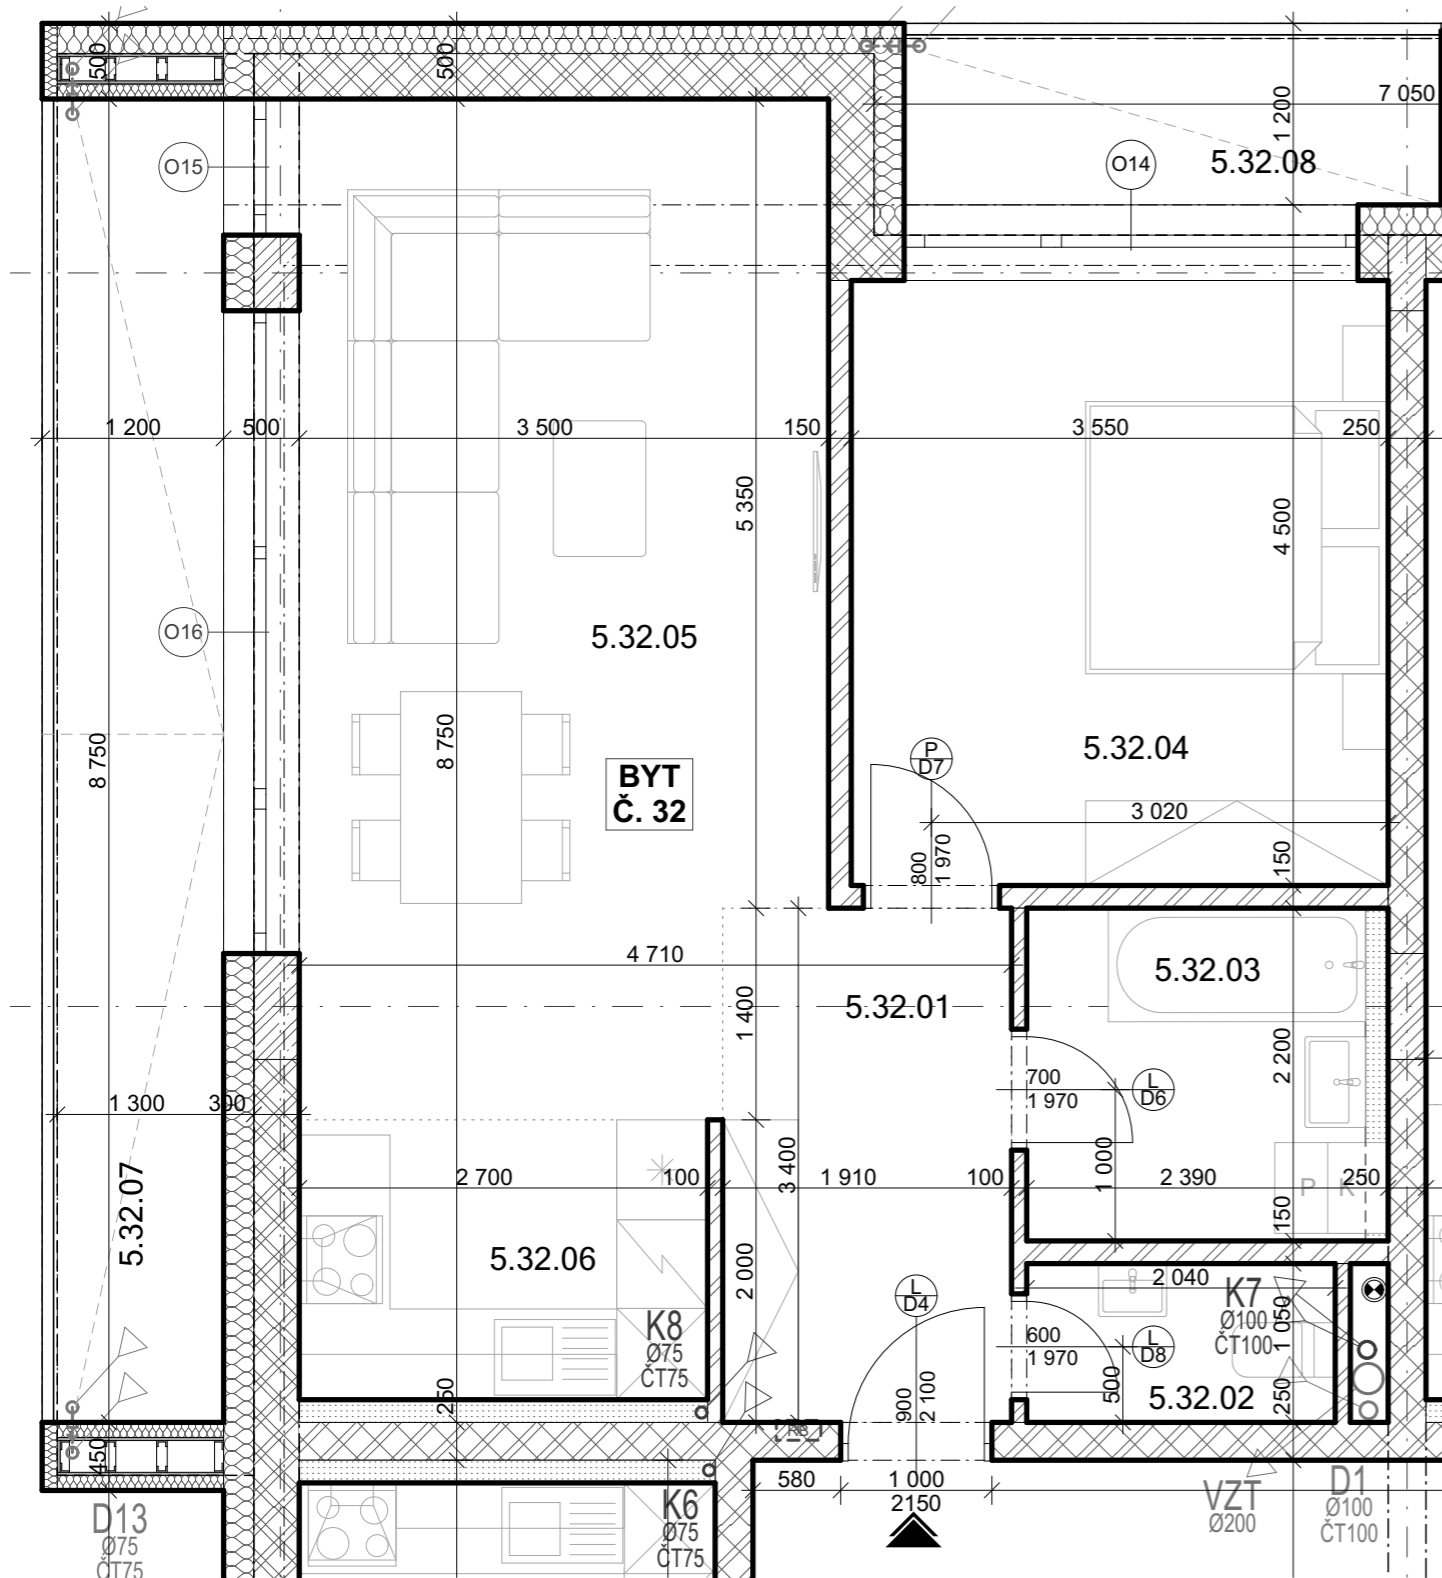 500
500
7 050
1 200
O15
O14
5.32.08
1 200
500
3 500
150
3 550
250
5 350
4 500
O16
5.32.05
8 750
8 750
BYT
Č. 32
P
D7
5.32.04
3 020
800
1 970
150
4 710
5.32.03
1 400
5.32.01
2 200
700
1 970
L
D6
1 300
300
5.32.07
2 700
100
3 400
1 910
100
1 000
2 390
250
P
K
150
5.32.06
2 000
L
D4
2 040
K7
Ø100
ČT100
1 050
K8
Ø75
ČT75
600
1 970
L
D8
500
5.32.02
250
900
2 100
250
RB
450
580
1 000
2150
D13
Ø75
ČT75
K6
Ø75
ČT75
VZT
Ø200
D1
Ø100
ČT100